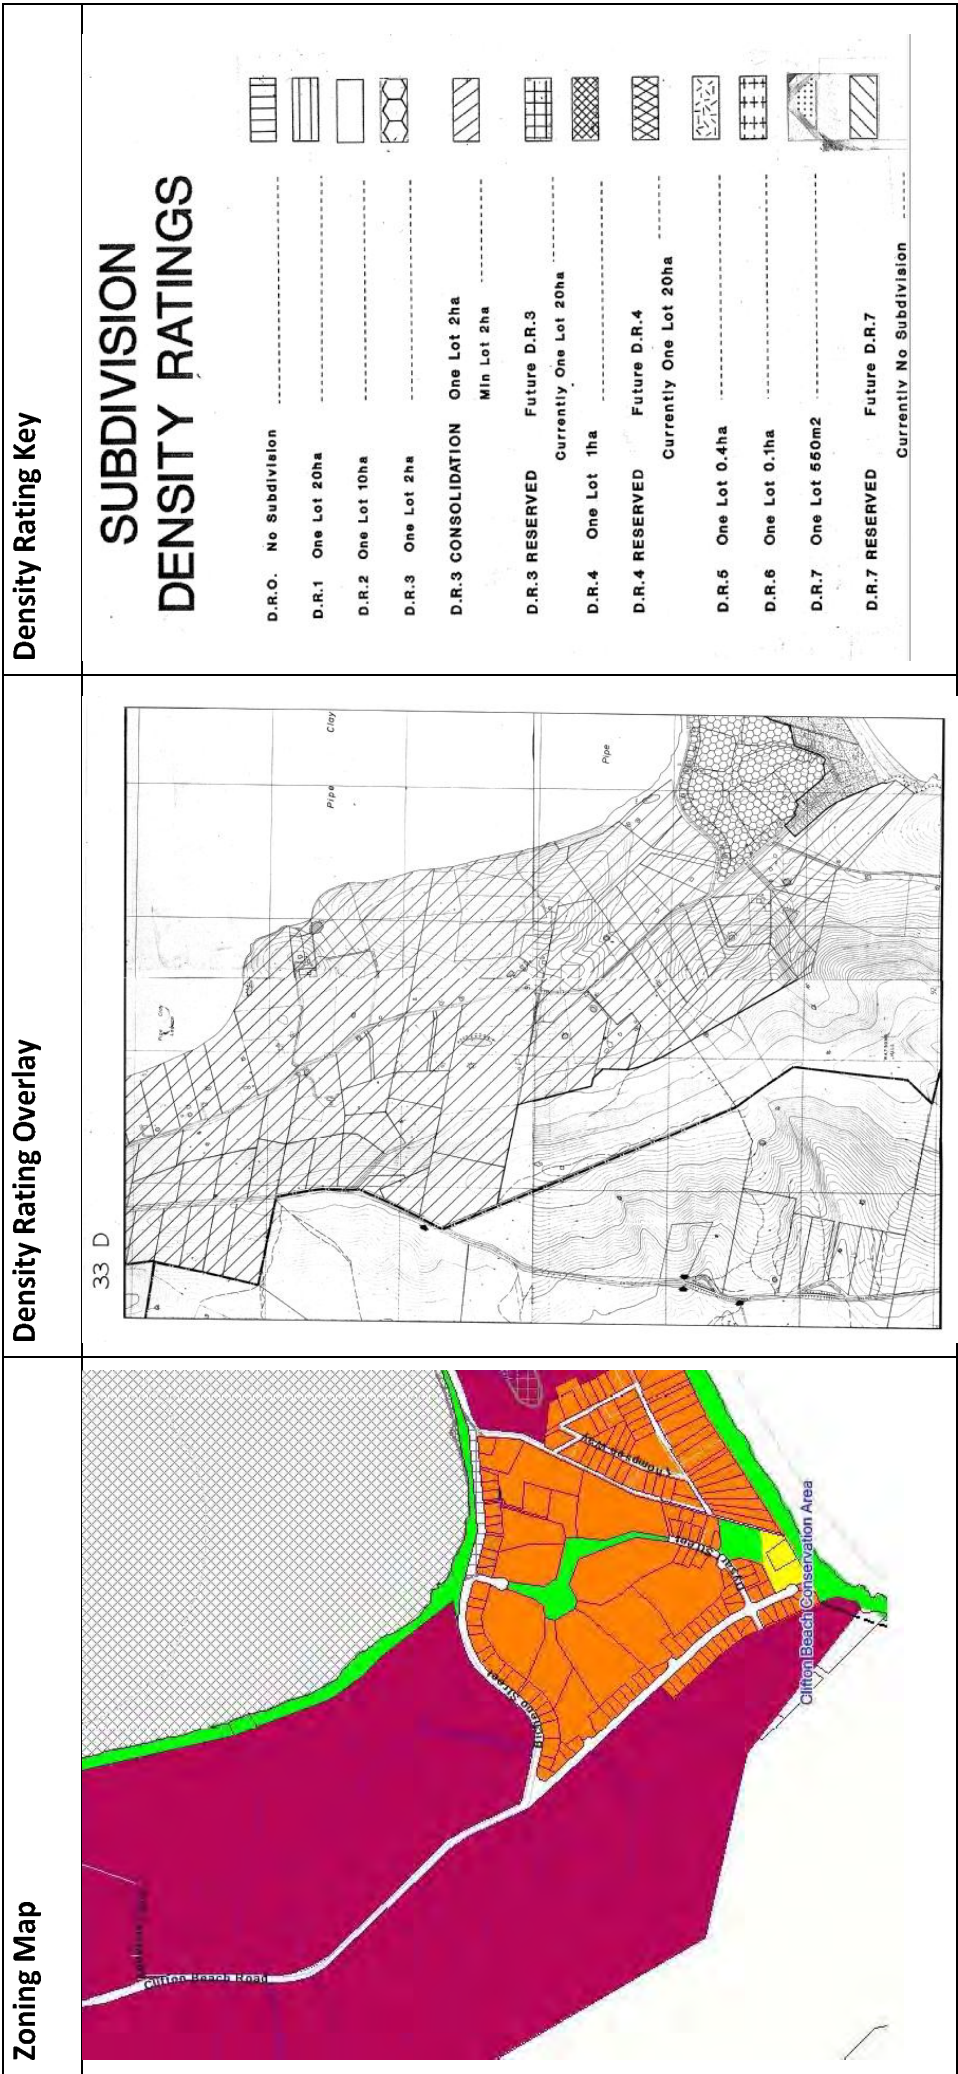 Zoning Map
Clifton Beach Road
Bicheno Street
Clifton Beach Conservation Area
Density Rating Overlay
33 D
Pipe
Clay
Pipe
Density Rating Key
SUBDIVISION
DENSITY RATINGS
D.R.O. No Subdivision
D.R.1 One Lot 20ha
D.R.2 One Lot 10ha
D.R.3 One Lot 2ha
D.R.3 CONSOLIDATION One Lot 2ha
Min Lot 2ha
D.R.3 RESERVED Future D.R.3
Currently One Lot 20ha
D.R.4 One Lot 1ha
D.R.4 RESERVED Future D.R.4
Currently One Lot 20ha
D.R.5 One Lot 0.4ha
D.R.6 One Lot 0.1ha
D.R.7 One Lot 550m2
D.R.7 RESERVED Future D.R.7
Currently No Subdivision